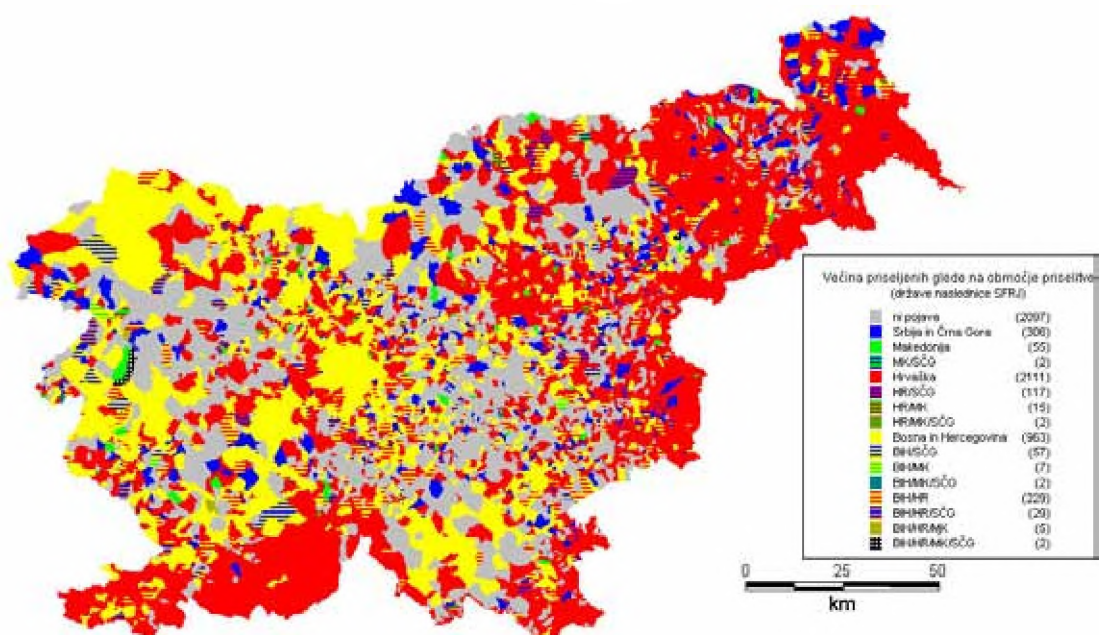 Večina priseljenih glede na območje priselitve
(države naslednice SFRJ)
ni pojava (2097)
Srbija in Črna Gora (306)
Makedonija (55)
MK/SČG (2)
Hrvaška (2111)
HR/SČG (117)
HR/MK (15)
HR/MK/SČG (2)
Bosna in Hercegovina (963)
BIH/SČG (57)
BIH/MK (7)
BIH/MK/SČG (2)
BIH/HR (229)
BIH/HR/SČG (29)
BIH/HR/MK (5)
BIH/HR/MK/SČG (2)
0 25 50
km